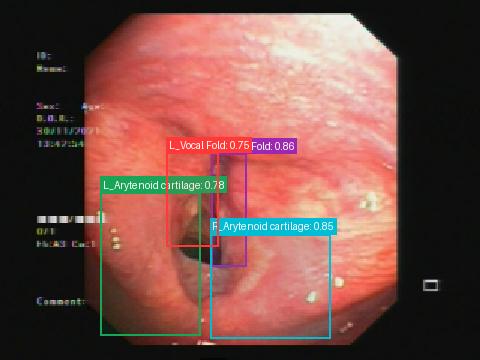 ID:
Name:
Sex: Age:
D.O.B.:
30/11/2021
13:47:54
L_Vocal Fold: 0.75
Fold: 0.86
L_Arytenoid cartilage: 0.78
R_Arytenoid cartilage: 0.85
Comment: